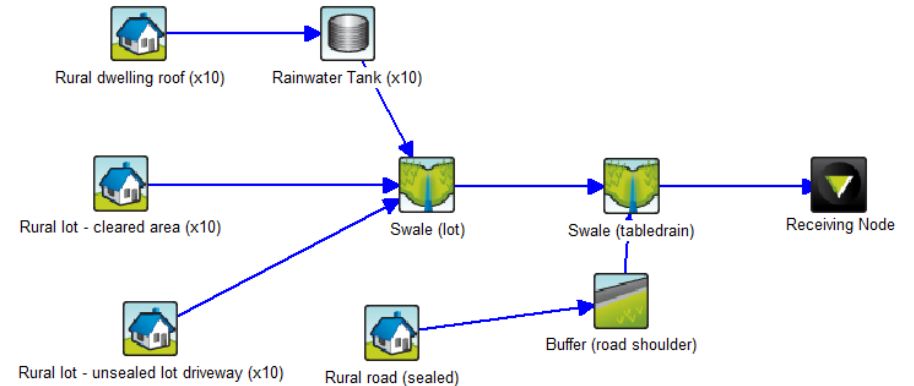 Rural dwelling roof (x10)
Rainwater Tank (x10)
Rural lot - cleared area (x10)
Swale (lot)
Swale (tabledrain)
Receiving Node
Rural lot - unsealed lot driveway (x10)
Rural road (sealed)
Buffer (road shoulder)